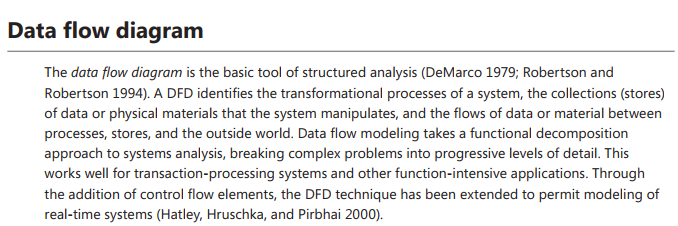 Data flow diagram
The data flow diagram is the basic tool of structured analysis (DeMarco 1979; Robertson and
Robertson 1994). A DFD identifies the transformational processes of a system, the collections (stores)
of data or physical materials that the system manipulates, and the flows of data or material between
processes, stores, and the outside world. Data flow modeling takes a functional decomposition
approach to systems analysis, breaking complex problems into progressive levels of detail. This
works well for transaction-processing systems and other function-intensive applications. Through
the addition of control flow elements, the DFD technique has been extended to permit modeling of
real-time systems (Hatley, Hruschka, and Pirbhai 2000).